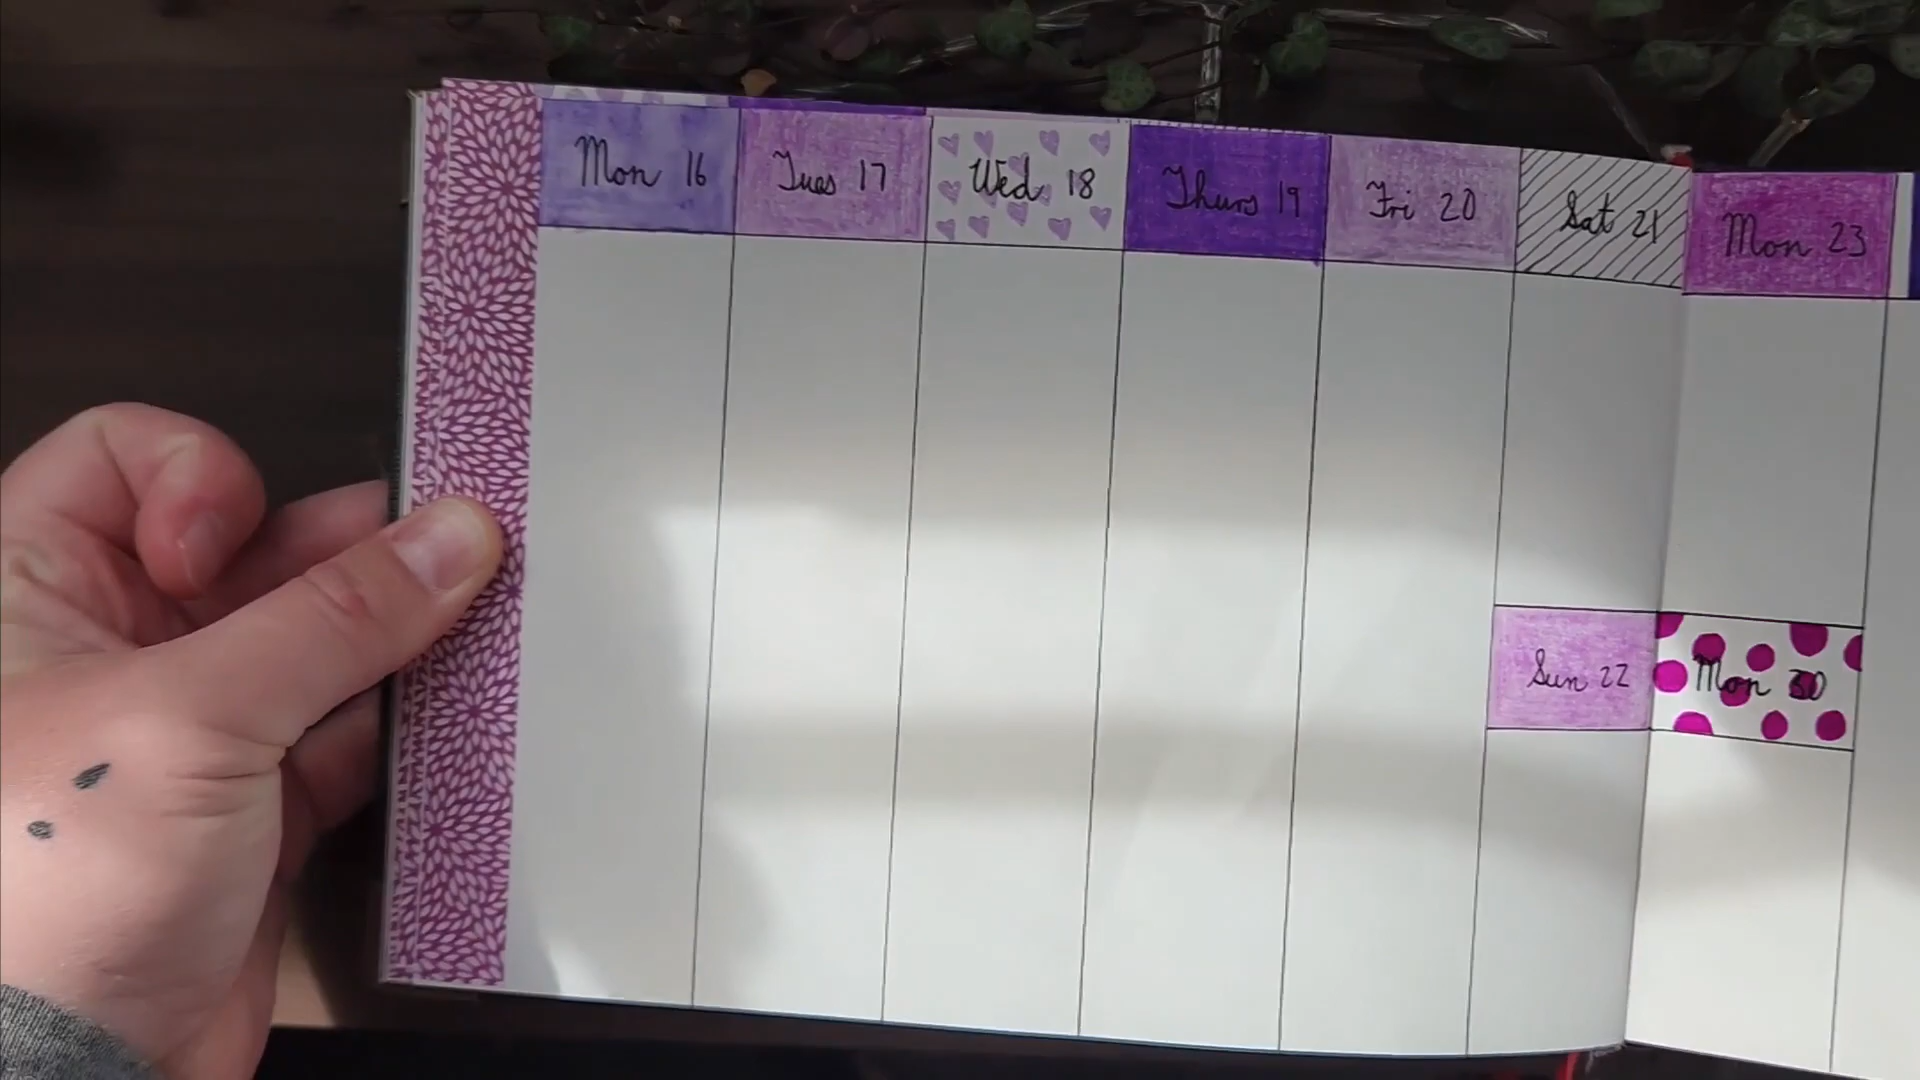 Mon 16
Tues 17
Wed 18
Thurs 19
Fri 20
Sat 21
Sun 22
Mon 23
Mon 30